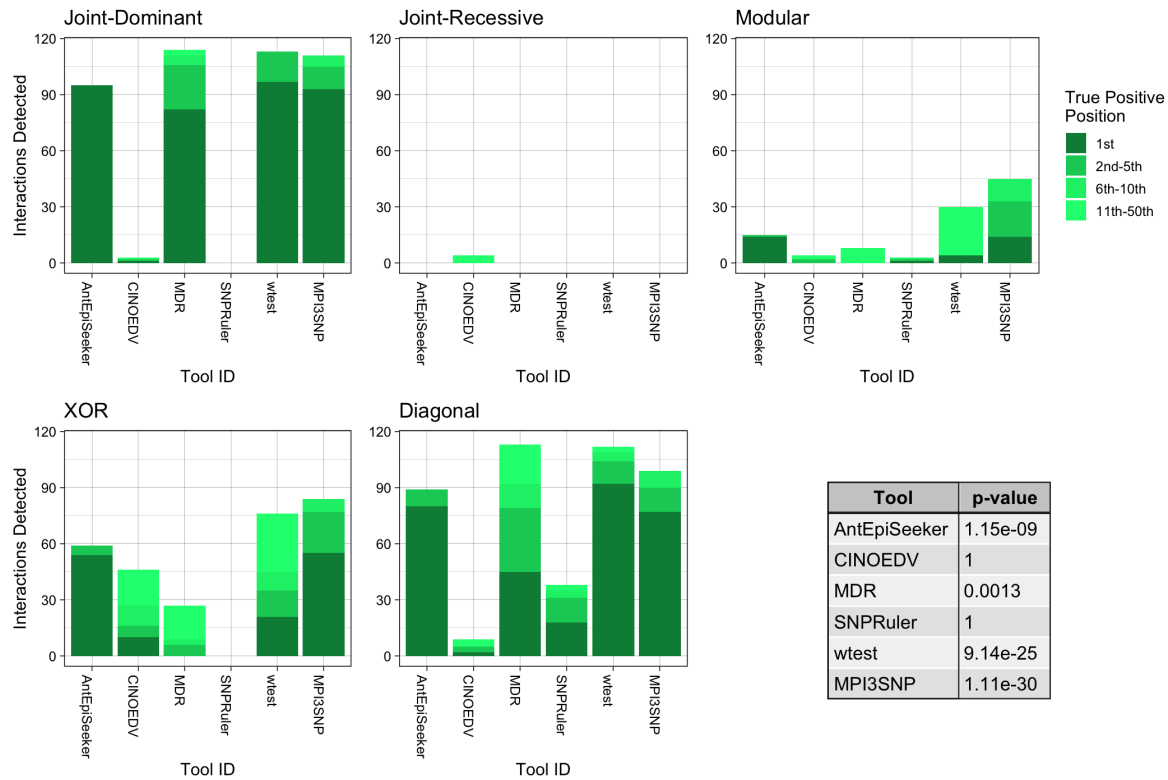 Joint-Dominant
Joint-Recessive
Modular
Interactions Detected
120
90
60
30
0
AntEpiSeeker
CINOEDV
MDR
SNPRuler
wtest
MPI3SNP
Tool ID
120
90
60
30
0
AntEpiSeeker
CINOEDV
MDR
SNPRuler
wtest
MPI3SNP
Tool ID
120
90
60
30
0
AntEpiSeeker
CINOEDV
MDR
SNPRuler
wtest
MPI3SNP
Tool ID
True Positive
Position
1st
2nd-5th
6th-10th
11th-50th
XOR
Diagonal
Interactions Detected
120
90
60
30
0
AntEpiSeeker
CINOEDV
MDR
SNPRuler
wtest
MPI3SNP
Tool ID
120
90
60
30
0
AntEpiSeeker
CINOEDV
MDR
SNPRuler
wtest
MPI3SNP
Tool ID
Tool p-value
AntEpiSeeker 1.15e-09
CINOEDV 1
MDR 0.0013
SNPRuler 1
wtest 9.14e-25
MPI3SNP 1.11e-30